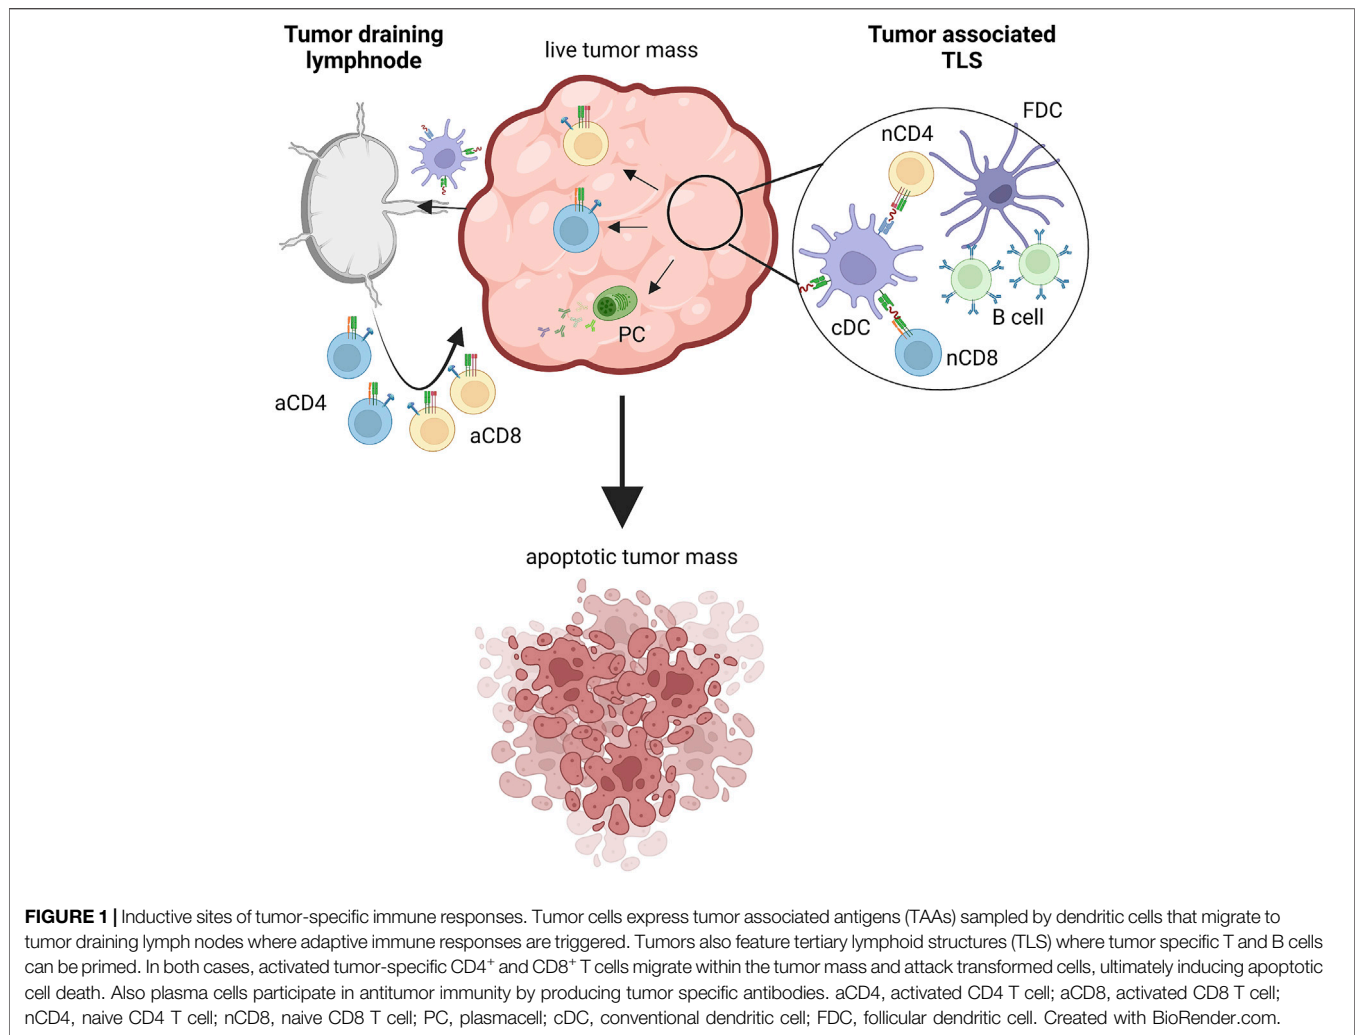 Tumor draining
lymphnode
live tumor mass
Tumor associated
TLS
FDC
nCD4
cDC
B cell
nCD8
PC
aCD4
aCD8
apoptotic tumor mass
FIGURE 1 | Inductive sites of tumor-specific immune responses. Tumor cells express tumor associated antigens (TAAs) sampled by dendritic cells that migrate to
tumor draining lymph nodes where adaptive immune responses are triggered. Tumors also feature tertiary lymphoid structures (TLS) where tumor specific T and B cells
can be primed. In both cases, activated tumor-specific CD4⁺ and CD8⁺ T cells migrate within the tumor mass and attack transformed cells, ultimately inducing apoptotic
cell death. Also plasma cells participate in antitumor immunity by producing tumor specific antibodies. aCD4, activated CD4 T cell; aCD8, activated CD8 T cell;
nCD4, naive CD4 T cell; nCD8, naive CD8 T cell; PC, plasmacell; cDC, conventional dendritic cell; FDC, follicular dendritic cell. Created with BioRender.com.